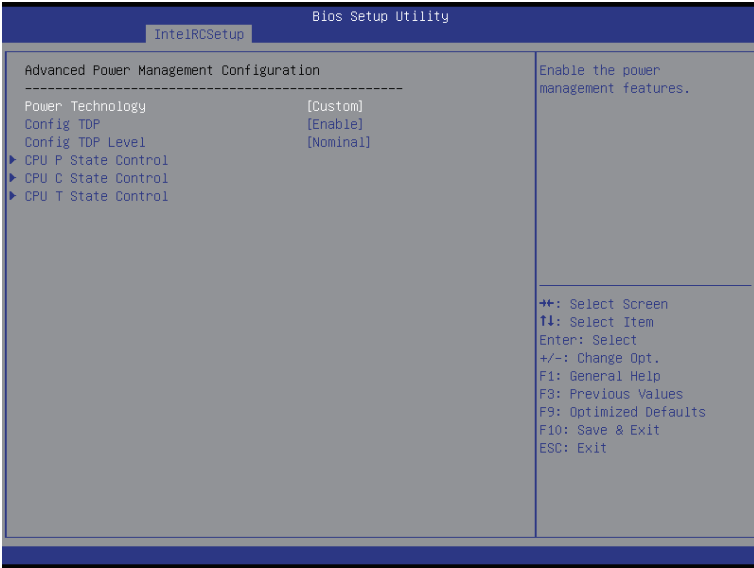 Bios Setup Utility
IntelRCSetup
Advanced Power Management Configuration
--------------------------------------------------
Power Technology [Custom]
Config TDP [Enable]
Config TDP Level [Nominal]
CPU P State Control
CPU C State Control
CPU T State Control
Enable the power
management features.
→←: Select Screen
↑↓: Select Item
Enter: Select
+/-: Change Opt.
F1: General Help
F3: Previous Values
F9: Optimized Defaults
F10: Save & Exit
ESC: Exit